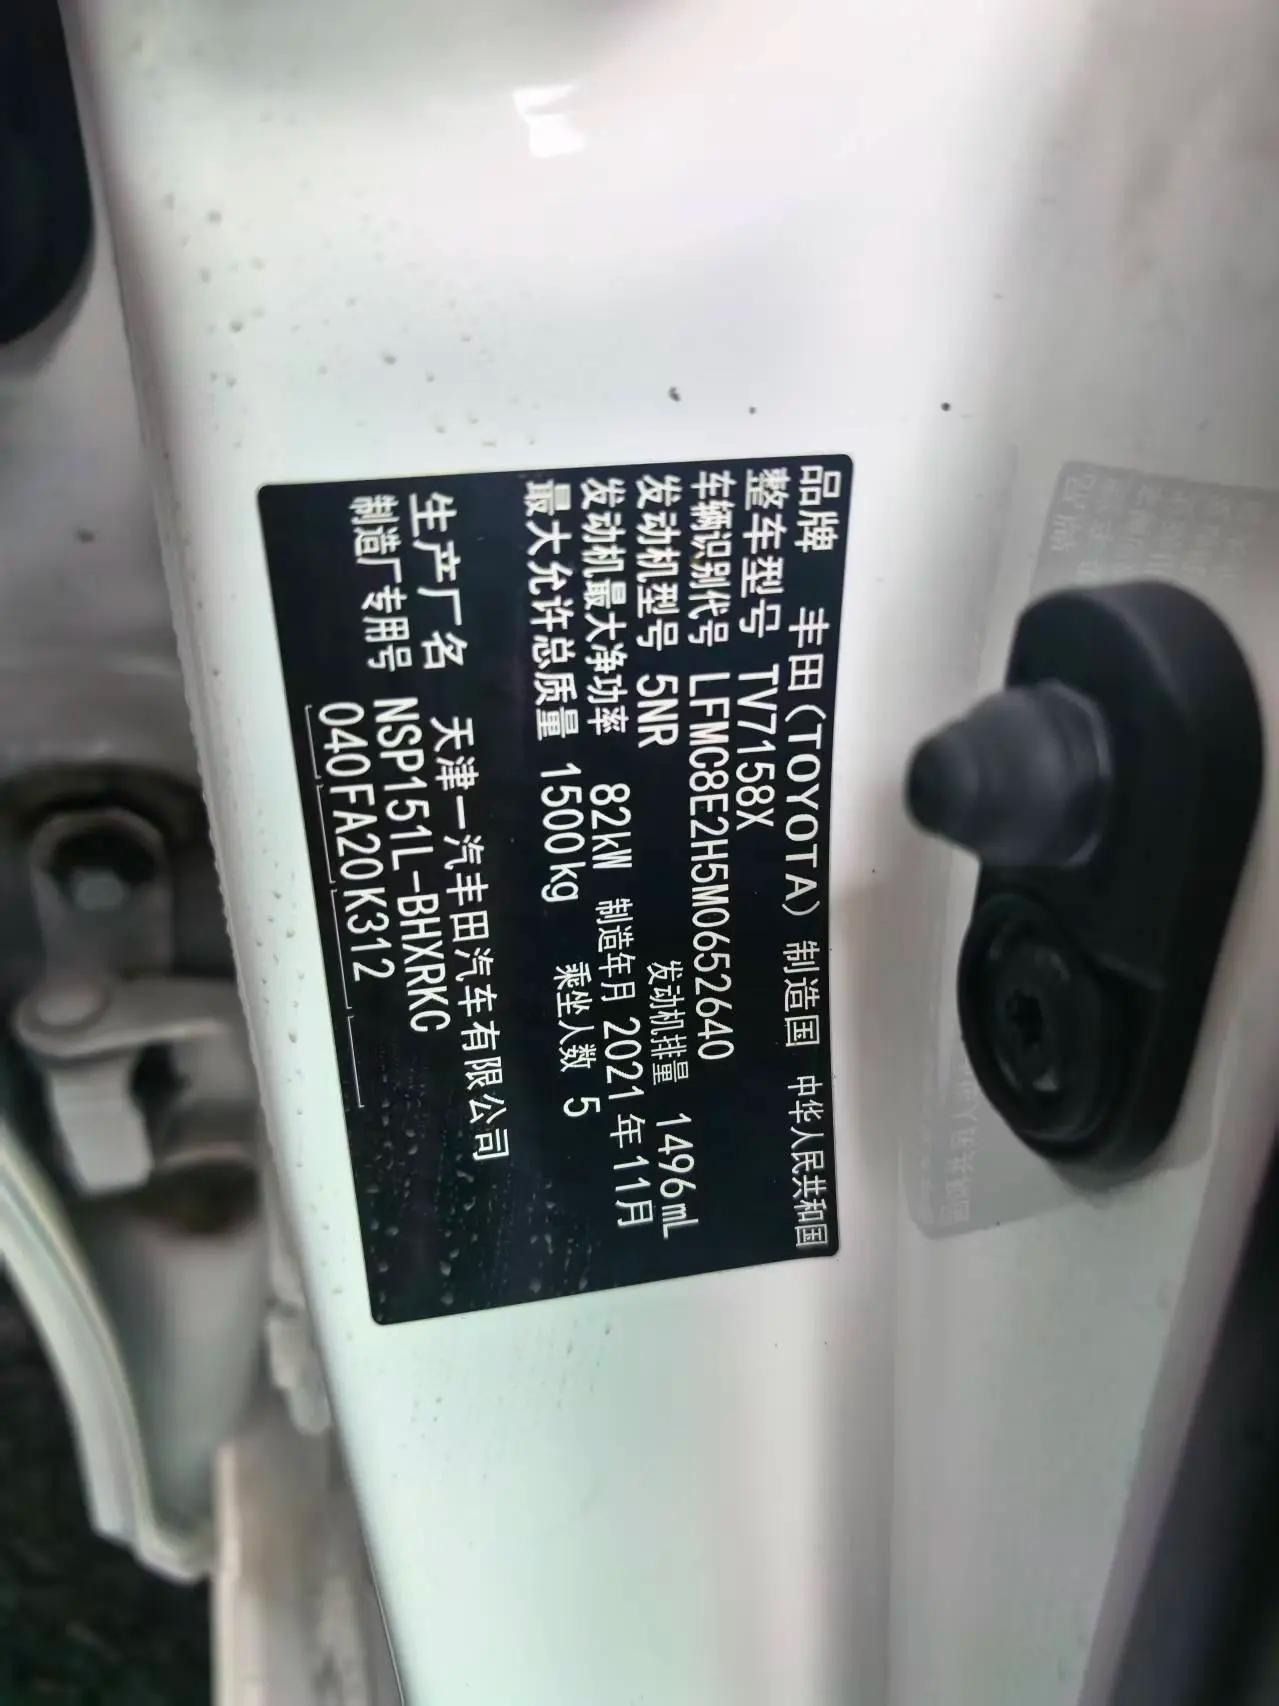 品牌 丰田(TOYOTA) 制造国 中华人民共和国
整车型号 TV7158X
车辆识别代号 LFMC8E2H5M0652640
发动机型号 5NR 发动机排量 1496mL
发动机最大净功率 82kW 制造年月 2021年11月
最大允许总质量 1500kg 乘坐人数 5
生产厂名 天津一汽丰田汽车有限公司
制造厂专用号 NSP151L-BHXRKC
040FA20K312